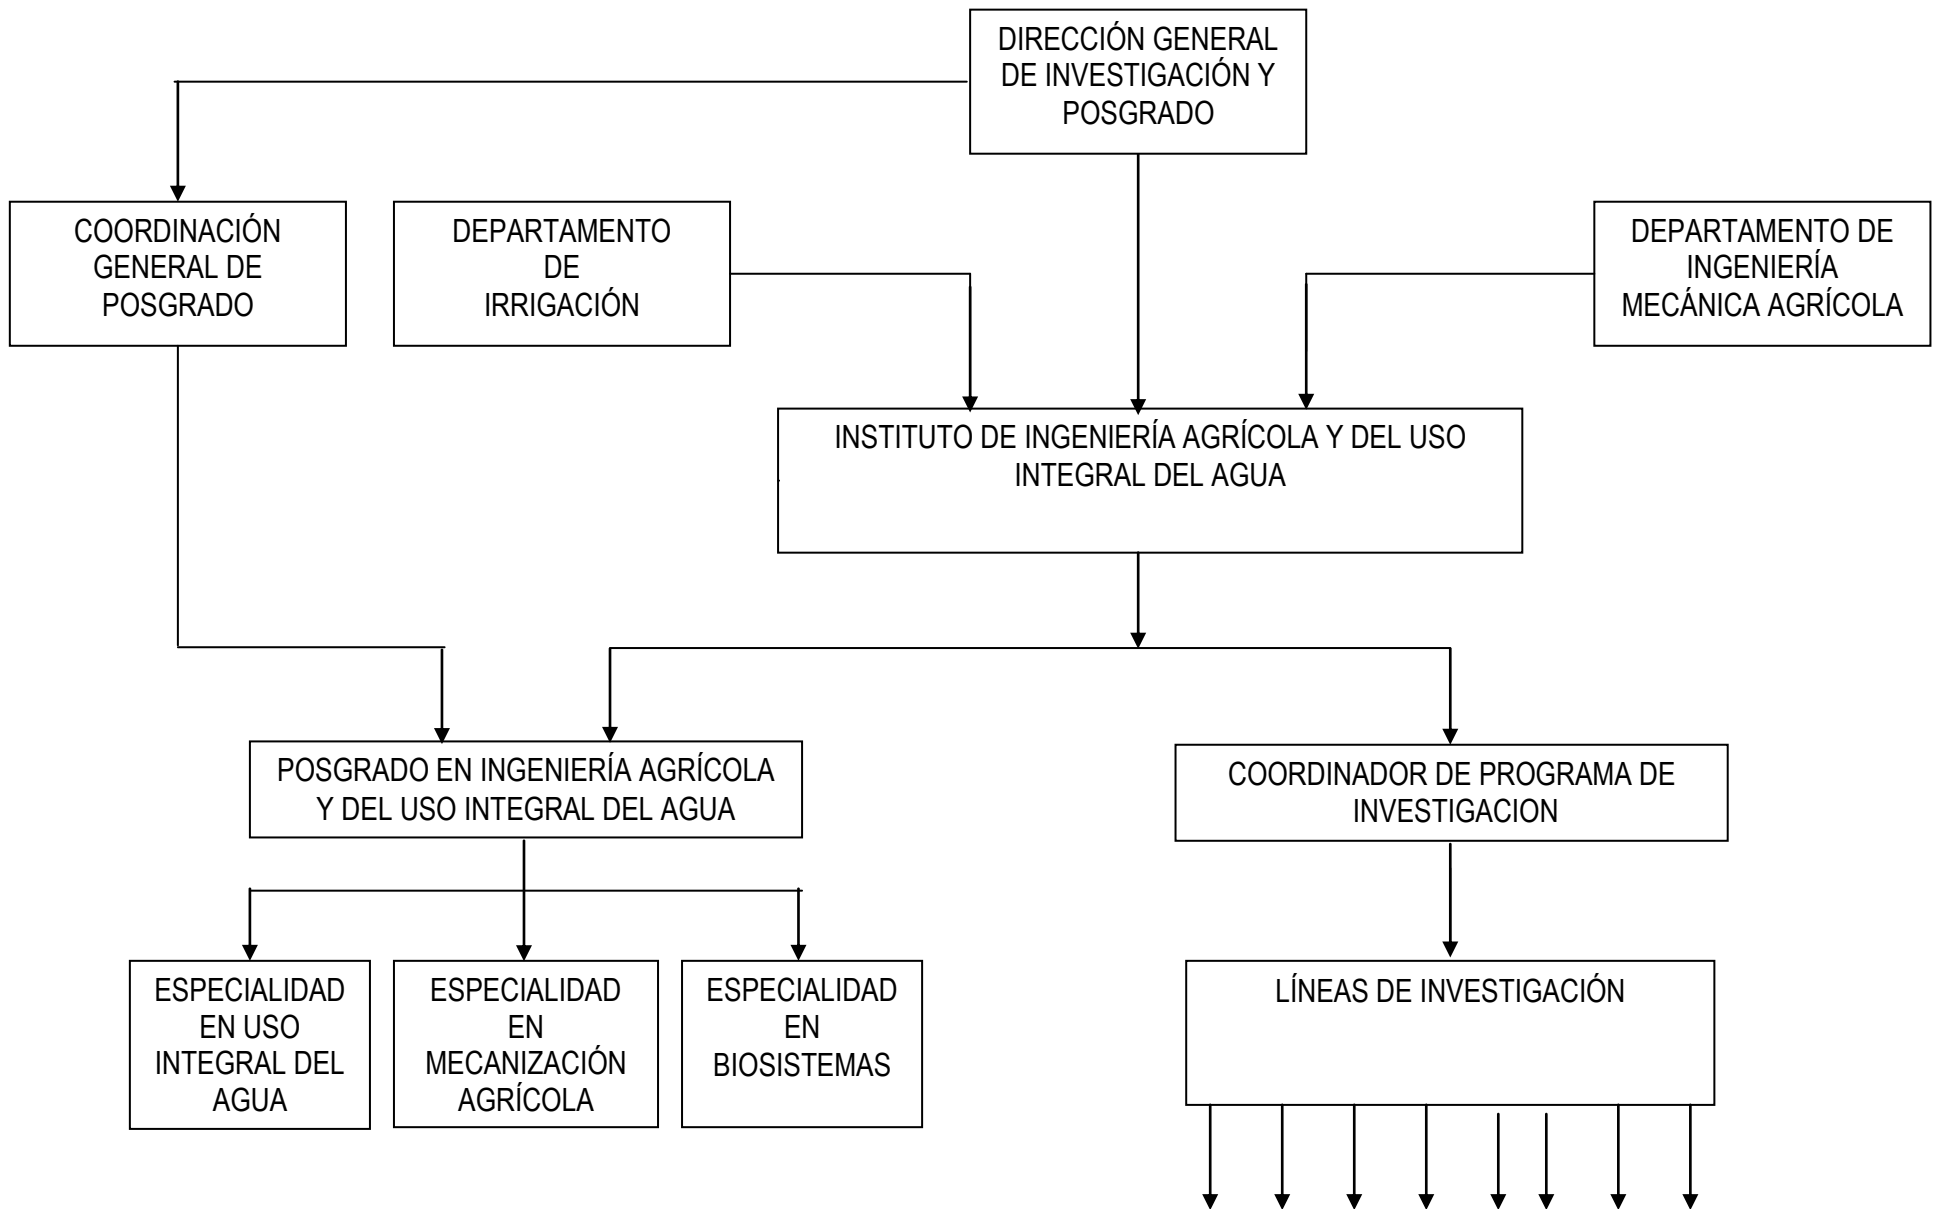 DIRECCIÓN GENERAL
DE INVESTIGACIÓN Y
POSGRADO
COORDINACIÓN
GENERAL DE
POSGRADO
DEPARTAMENTO
DE
IRRIGACIÓN
DEPARTAMENTO DE
INGENIERÍA
MECÁNICA AGRÍCOLA
INSTITUTO DE INGENIERÍA AGRÍCOLA Y DEL USO
INTEGRAL DEL AGUA
POSGRADO EN INGENIERÍA AGRÍCOLA
Y DEL USO INTEGRAL DEL AGUA
COORDINADOR DE PROGRAMA DE
INVESTIGACION
ESPECIALIDAD
EN USO
INTEGRAL DEL
AGUA
ESPECIALIDAD
EN
MECANIZACIÓN
AGRÍCOLA
ESPECIALIDAD
EN
BIOSISTEMAS
LÍNEAS DE INVESTIGACIÓN